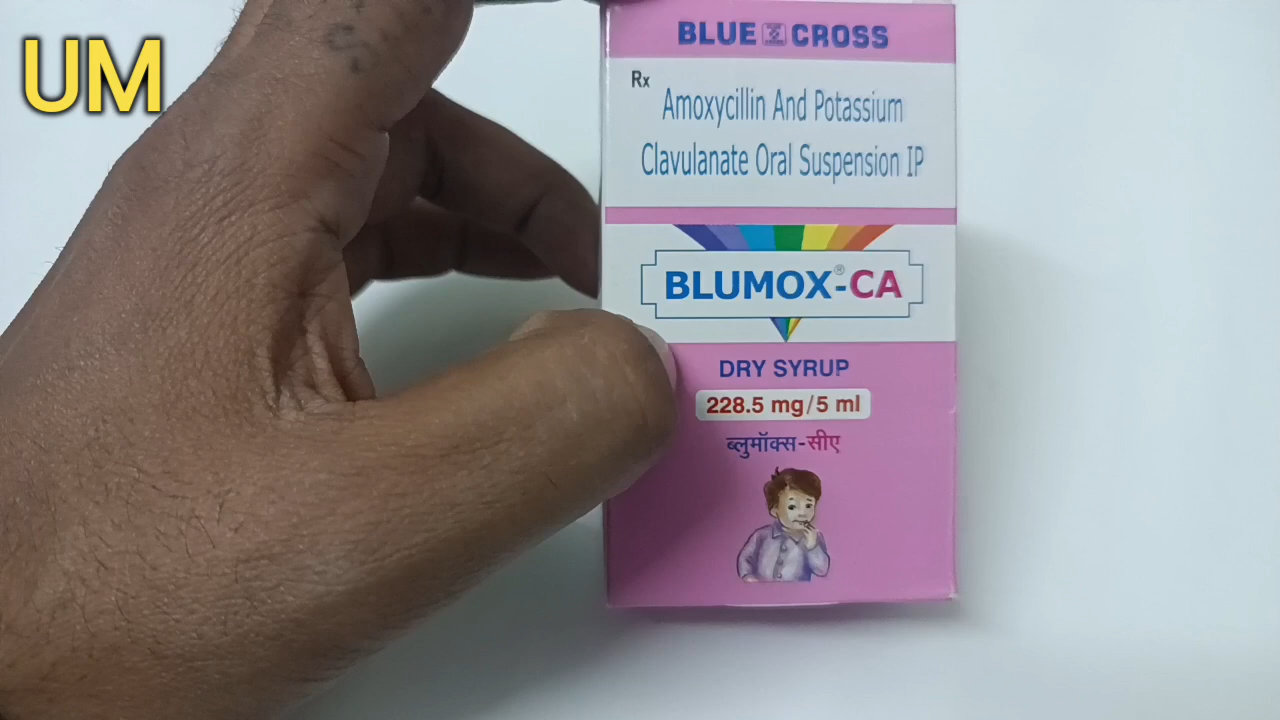 UM
BLUE CROSS
Rx
Amoxycillin And Potassium
Clavulanate Oral Suspension IP
BLUMOX®-CA
DRY SYRUP
228.5 mg/5 ml
ब्लुमॉक्स-सीए